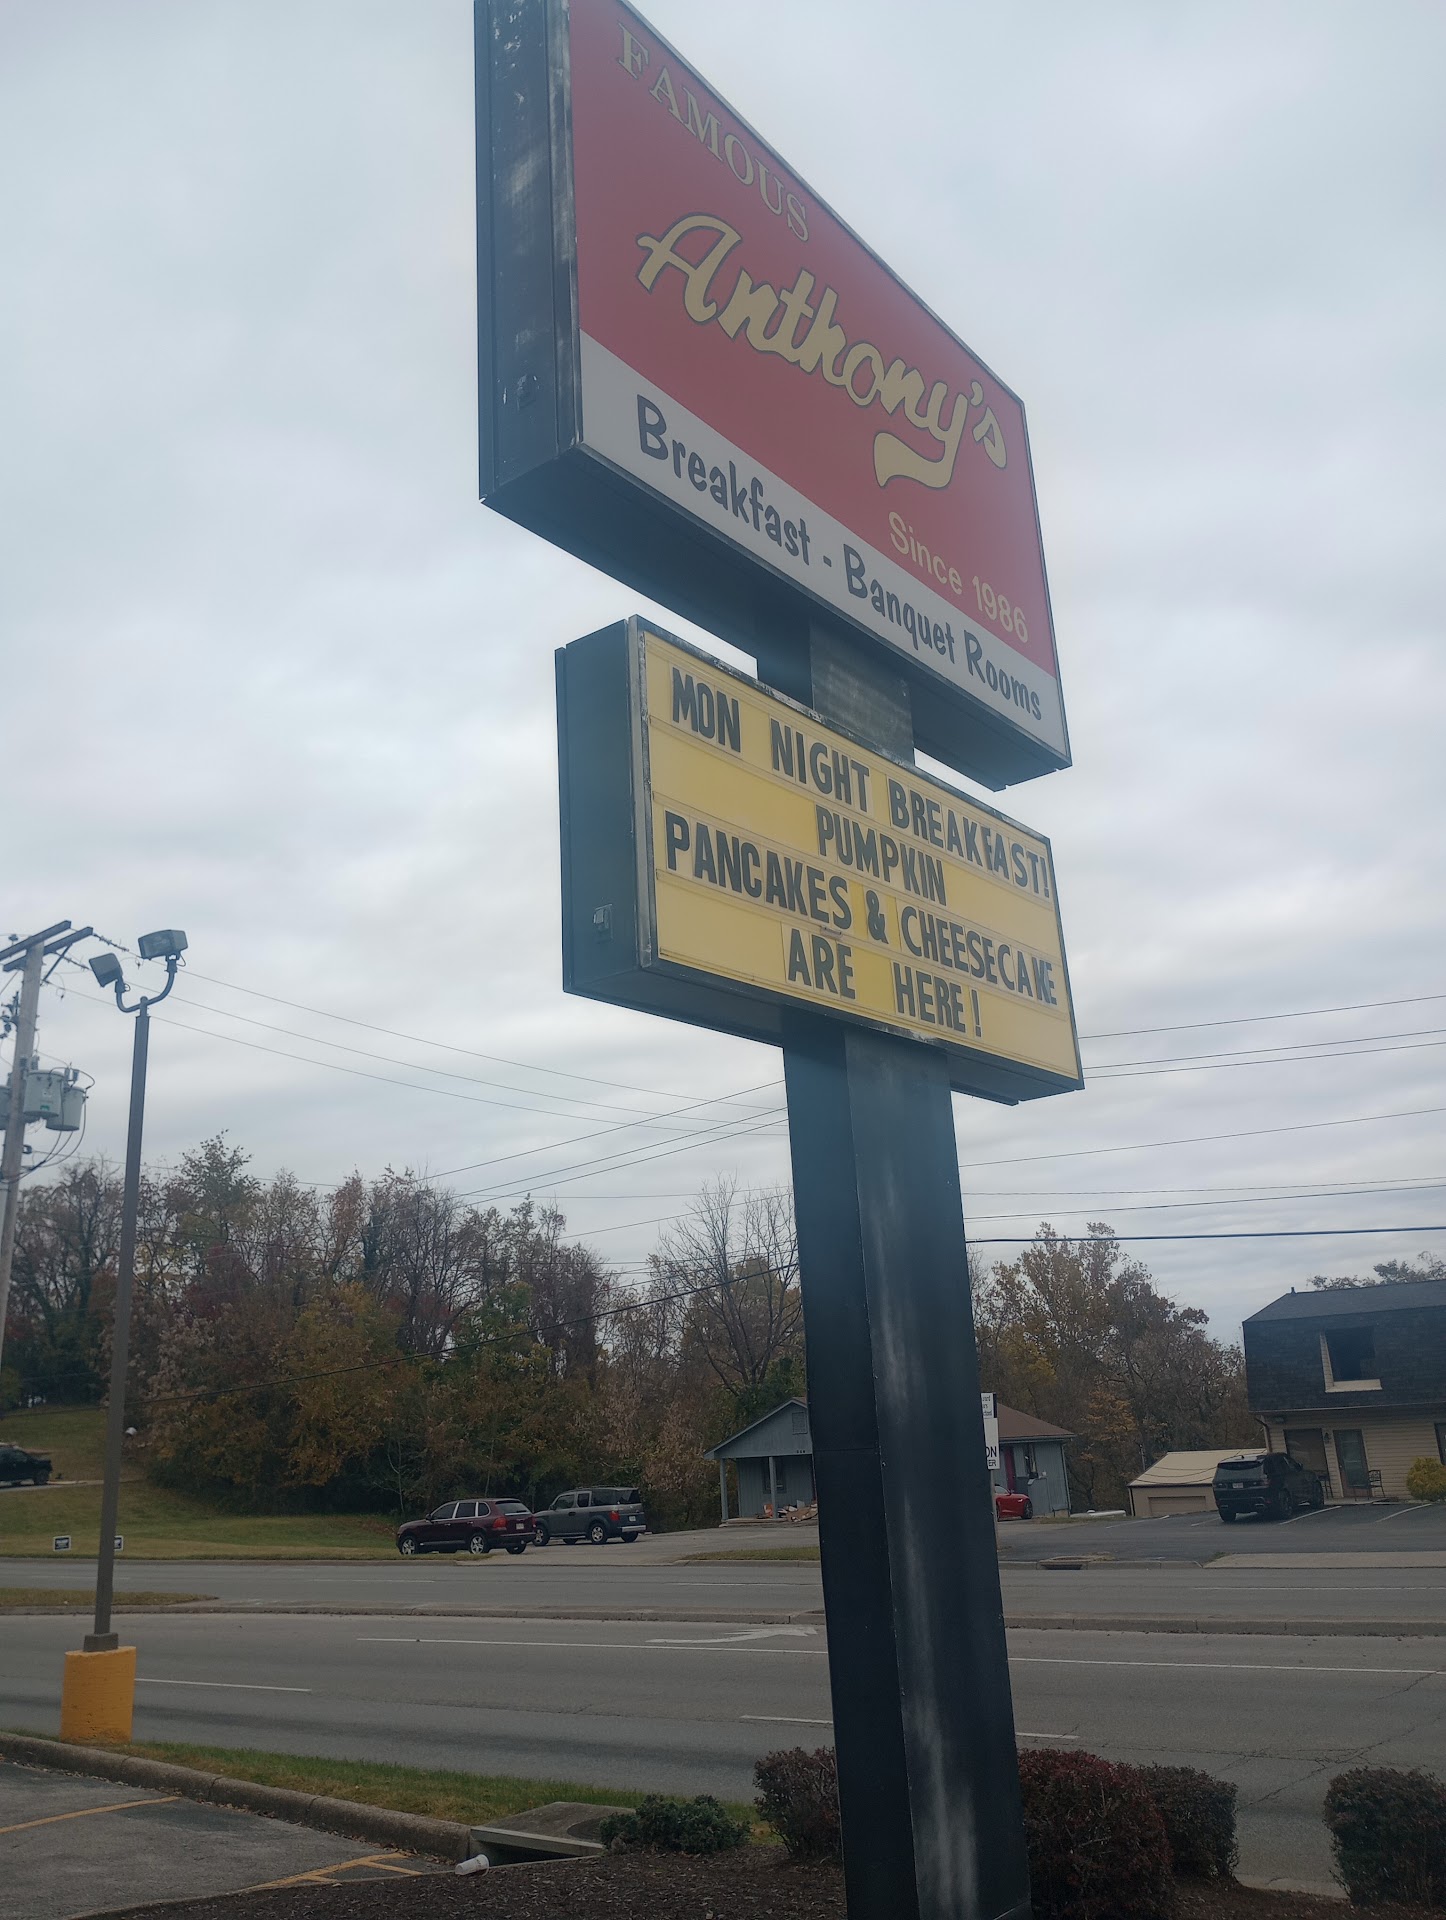 FAMOUS
Anthony's
Since 1986
Breakfast - Banquet Rooms
MON NIGHT BREAKFAST!
PUMPKIN
PANCAKES & CHEESECAKE
ARE HERE!